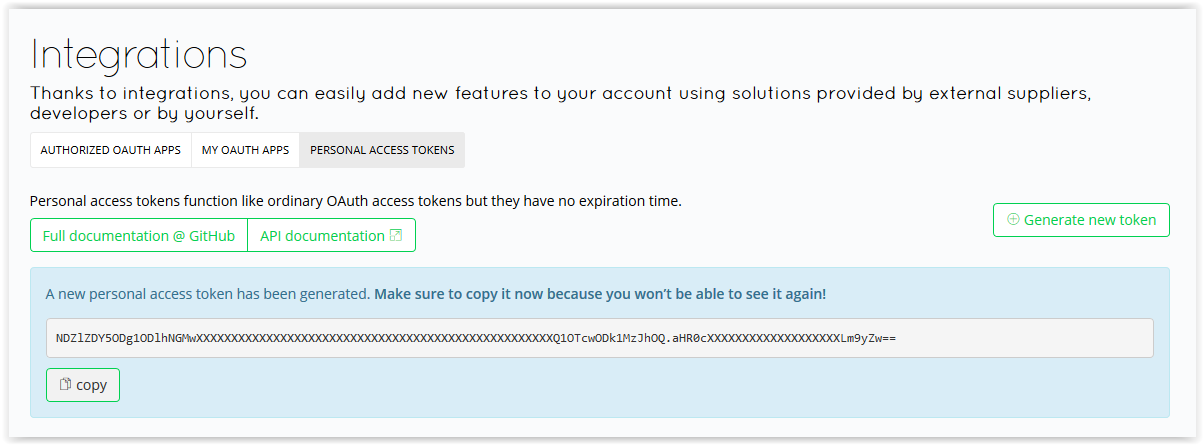 Integrations
Thanks to integrations, you can easily add new features to your account using solutions provided by external suppliers,
developers or by yourself.
AUTHORIZED OAUTH APPS MY OAUTH APPS PERSONAL ACCESS TOKENS
Personal access tokens function like ordinary OAuth access tokens but they have no expiration time.
Generate new token
Full documentation @ GitHub API documentation
A new personal access token has been generated. Make sure to copy it now because you won't be able to see it again!
NDZlZDY5ODg1ODlhNGMwXXXXXXXXXXXXXXXXXXXXXXXXXXXXXXXXXXXXXXXXXXXXXXXXXXXQ1OTcwODk1MzJhOQ.aHR0cXXXXXXXXXXXXXXXXXXXLm9yZw==
copy